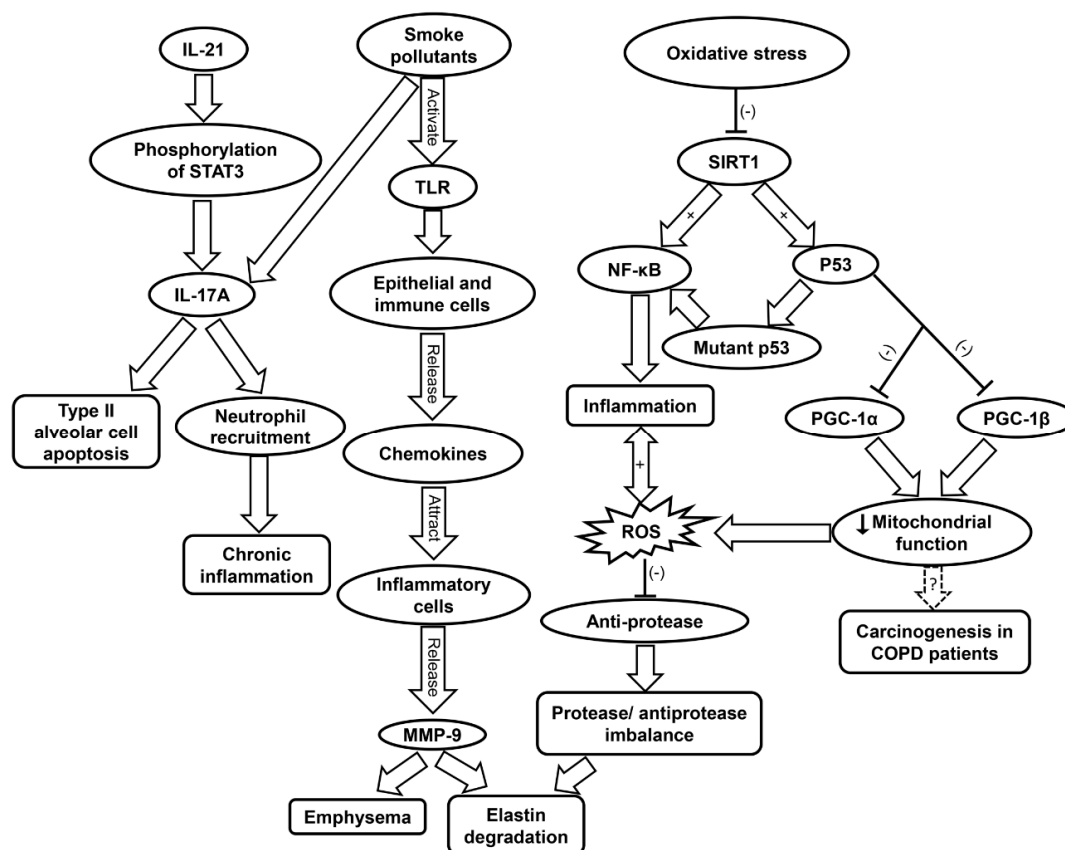 IL-21
Phosphorylation
of STAT3
IL-17A
Type II
alveolar cell
apoptosis
Neutrophil
recruitment
Chronic
inflammation
Smoke
pollutants
Activate
TLR
Epithelial and
immune cells
Release
Chemokines
Attract
Inflammatory
cells
Release
MMP-9
Emphysema
Elastin
degradation
Oxidative stress
(-)
SIRT1
+
+
NF-κB
P53
Mutant p53
(-)
(-)
Inflammation
PGC-1α
PGC-1β
+
ROS
↓Mitochondrial
function
(-)
?
Anti-protease
Carcinogenesis in
COPD patients
Protease/ antiprotease
imbalance